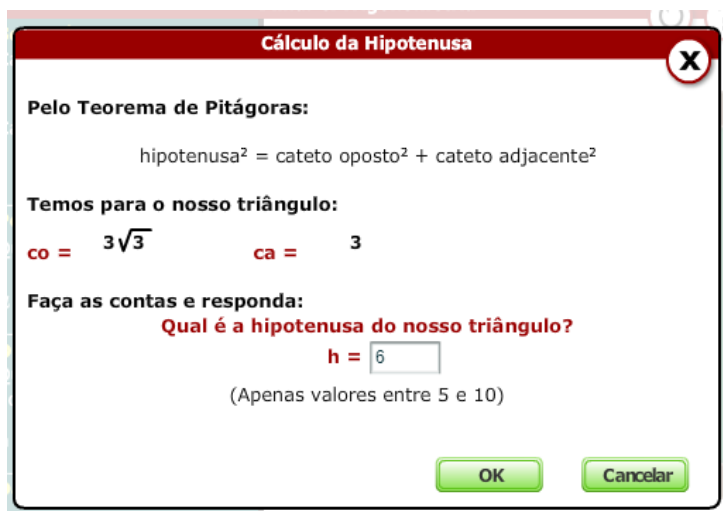 Cálculo da Hipotenusa
X
Pelo Teorema de Pitágoras:
hipotenusa² = cateto oposto² + cateto adjacente²
Temos para o nosso triângulo:
co = 3√3 ca = 3
Faça as contas e responda:
Qual é a hipotenusa do nosso triângulo?
h = 6
(Apenas valores entre 5 e 10)
OK Cancelar